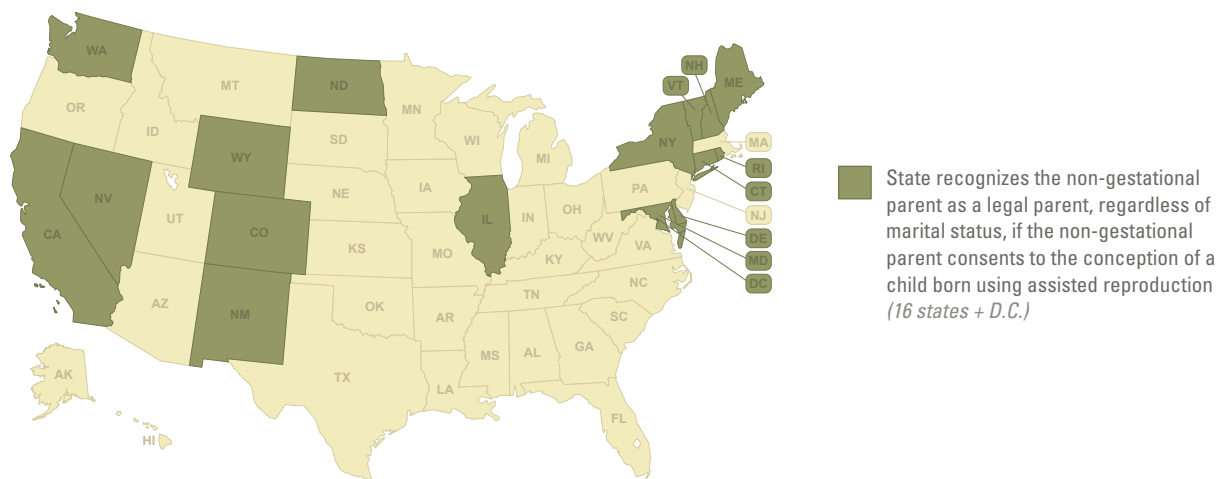 WA
MT
ND
MN
OR
ID
WY
SD
WI
MI
NH
VT
ME
NY
MA
RI
CT
NJ
DE
MD
DC
CA
NV
UT
CO
NE
IA
IL
IN
OH
PA
WV
VA
KS
MO
KY
AZ
NM
OK
AR
TN
NC
SC
TX
LA
MS
AL
GA
FL
AK
HI
State recognizes the non-gestational
parent as a legal parent, regardless of
marital status, if the non-gestational
parent consents to the conception of a
child born using assisted reproduction
(16 states + D.C.)